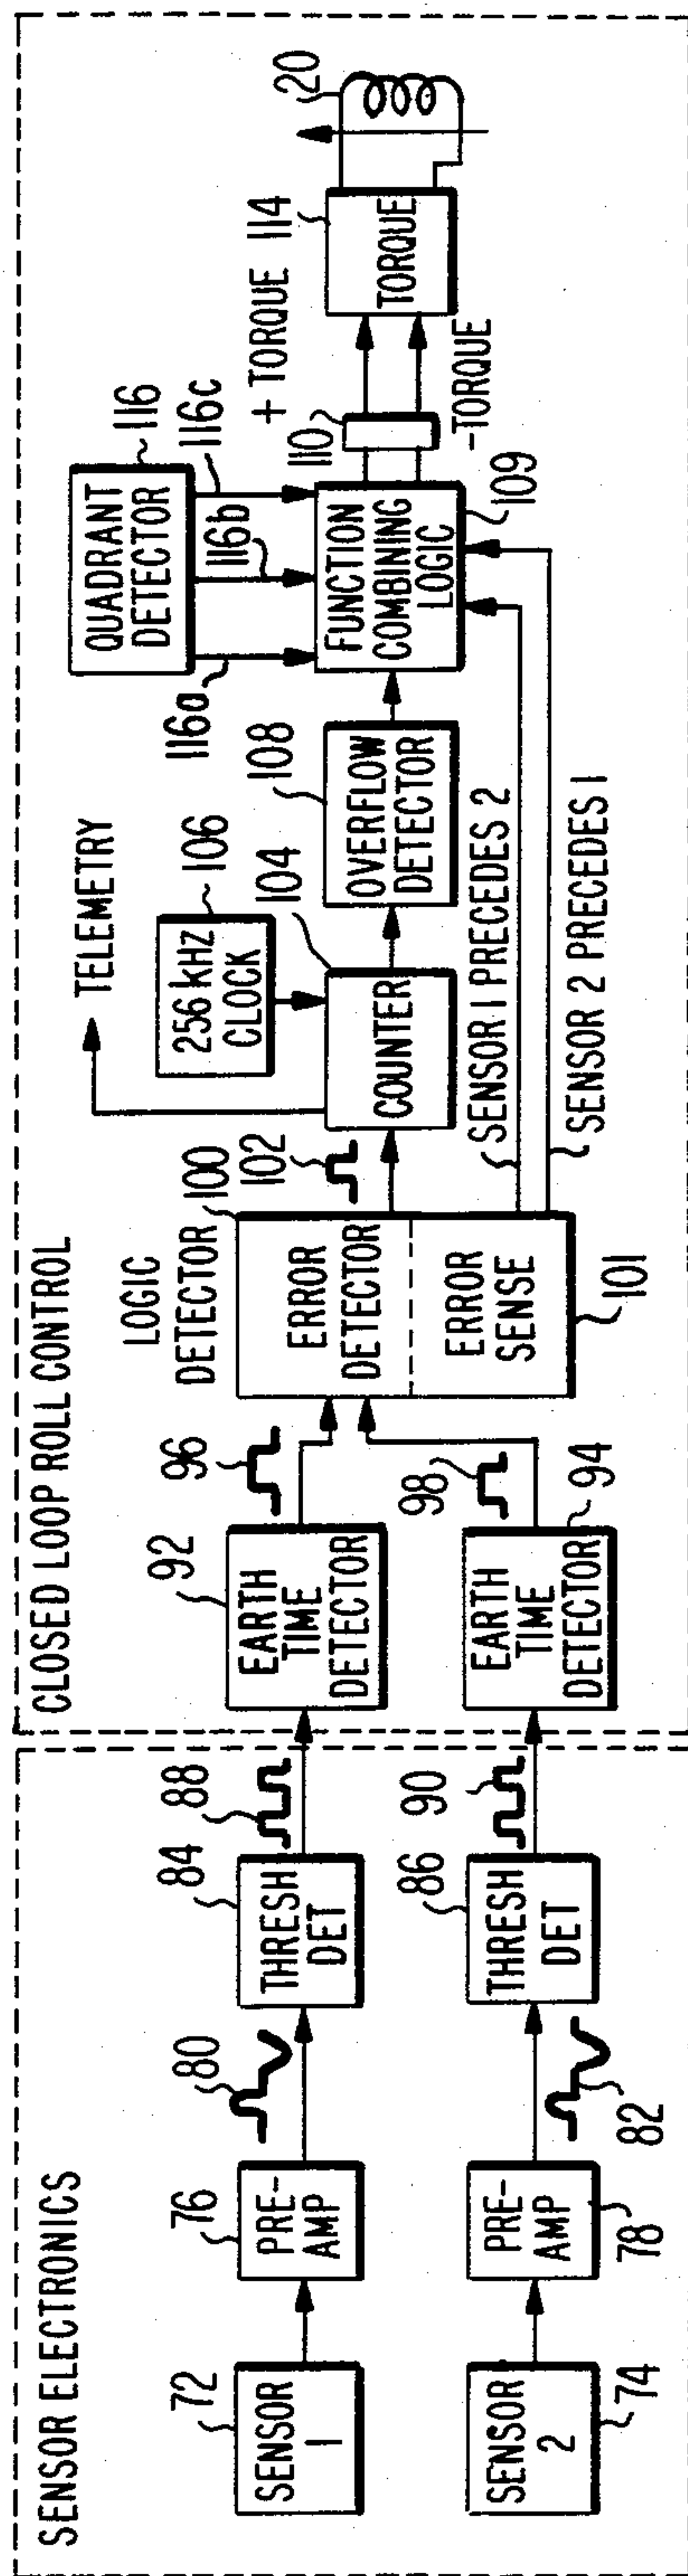 SENSOR ELECTRONICS
72
SENSOR
1
76
PRE-
AMP
80
84
THRESH
DET
88
74
SENSOR
2
78
PRE-
AMP
82
86
THRESH
DET
90
CLOSED LOOP ROLL CONTROL
92
EARTH
TIME
DETECTOR
96
94
EARTH
TIME
DETECTOR
98
LOGIC
DETECTOR
100
ERROR
DETECTOR
ERROR
SENSE
101
102
TELEMETRY
106
256 kHZ
CLOCK
104
COUNTER
108
OVERFLOW
DETECTOR
SENSOR 1 PRECEDES 2
SENSOR 2 PRECEDES 1
116
QUADRANT
DETECTOR
116a
116b
116c
FUNCTION
COMBINING
LOGIC
109
110
+ TORQUE
-TORQUE
114
TORQUE
20